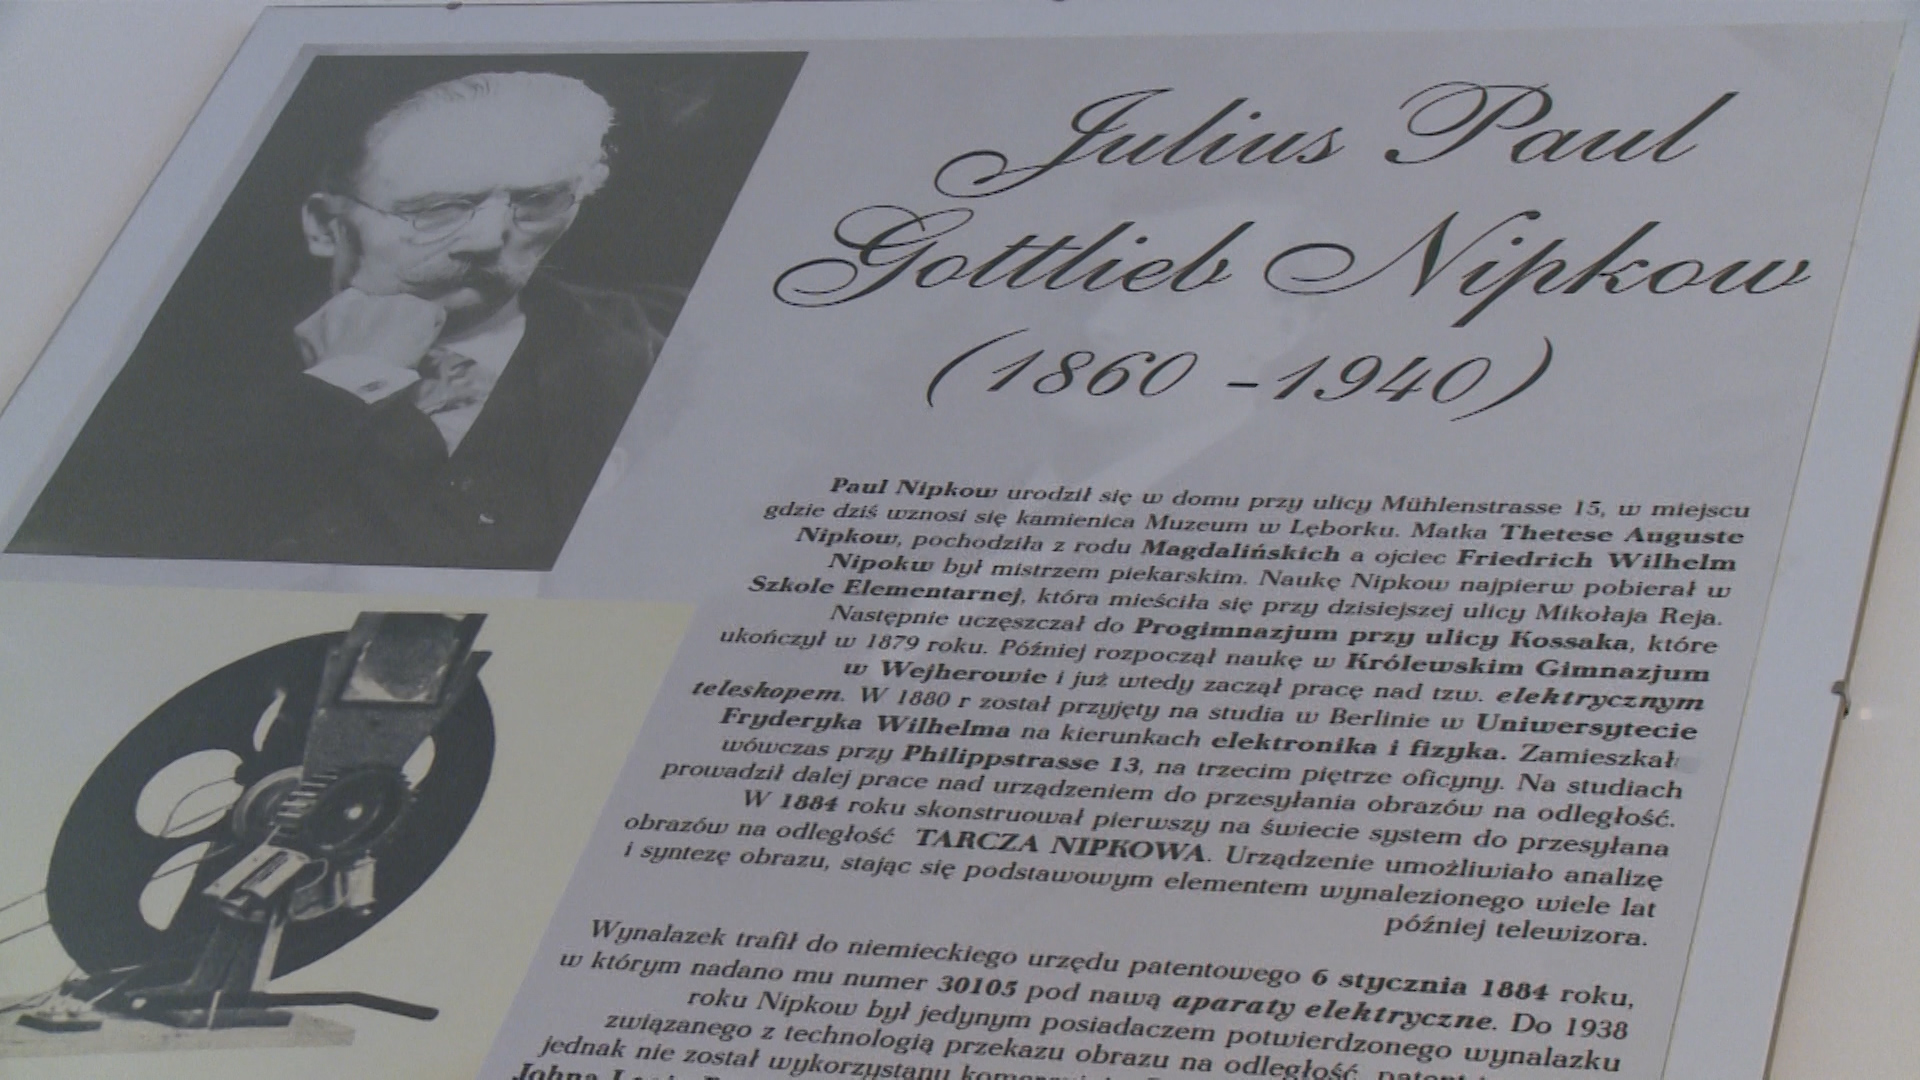 Julius Paul
Gottlieb Nipkow
(1860 -1940)
Paul Nipkow urodził się w domu przy ulicy Mühlenstrasse 15, w miejscu
gdzie dziś wznosi się kamienica Muzeum w Lęborku. Matka Thetese Auguste
Nipkow, pochodziła z rodu Magdalińskich a ojciec Friedrich Wilhelm
Nipokw był mistrzem piekarskim. Naukę Nipkow najpierw pobierał w
Szkole Elementarnej, która mieściła się przy dzisiejszej ulicy Mikołaja Reja.
Następnie uczęszczał do Progimnazjum przy ulicy Kossaka, które
ukończył w 1879 roku. Później rozpoczął naukę w Królewskim Gimnazjum
w Wejherowie i już wtedy zaczął pracę nad tzw. elektrycznym
teleskopem. W 1880 r został przyjęty na studia w Berlinie w Uniwersytecie
Fryderyka Wilhelma na kierunkach elektronika i fizyka. Zamieszkał
wówczas przy Philippstrasse 13, na trzecim piętrze oficyny. Na studiach
prowadził dalej prace nad urządzeniem do przesyłania obrazów na odległość.
W 1884 roku skonstruował pierwszy na świecie system do przesyłana
obrazów na odległość TARCZA NIPKOWA. Urządzenie umożliwiało analizę
i syntezę obrazu, stając się podstawowym elementem wynalezionego wiele lat
później telewizora.
Wynalazek trafił do niemieckiego urzędu patentowego 6 stycznia 1884 roku,
w którym nadano mu numer 30105 pod nawą aparaty elektryczne. Do 1938
roku Nipkow był jedynym posiadaczem potwierdzonego wynalazku
związanego z technologią przekazu obrazu na odległość,
jednak nie został wykorzystany
Johna